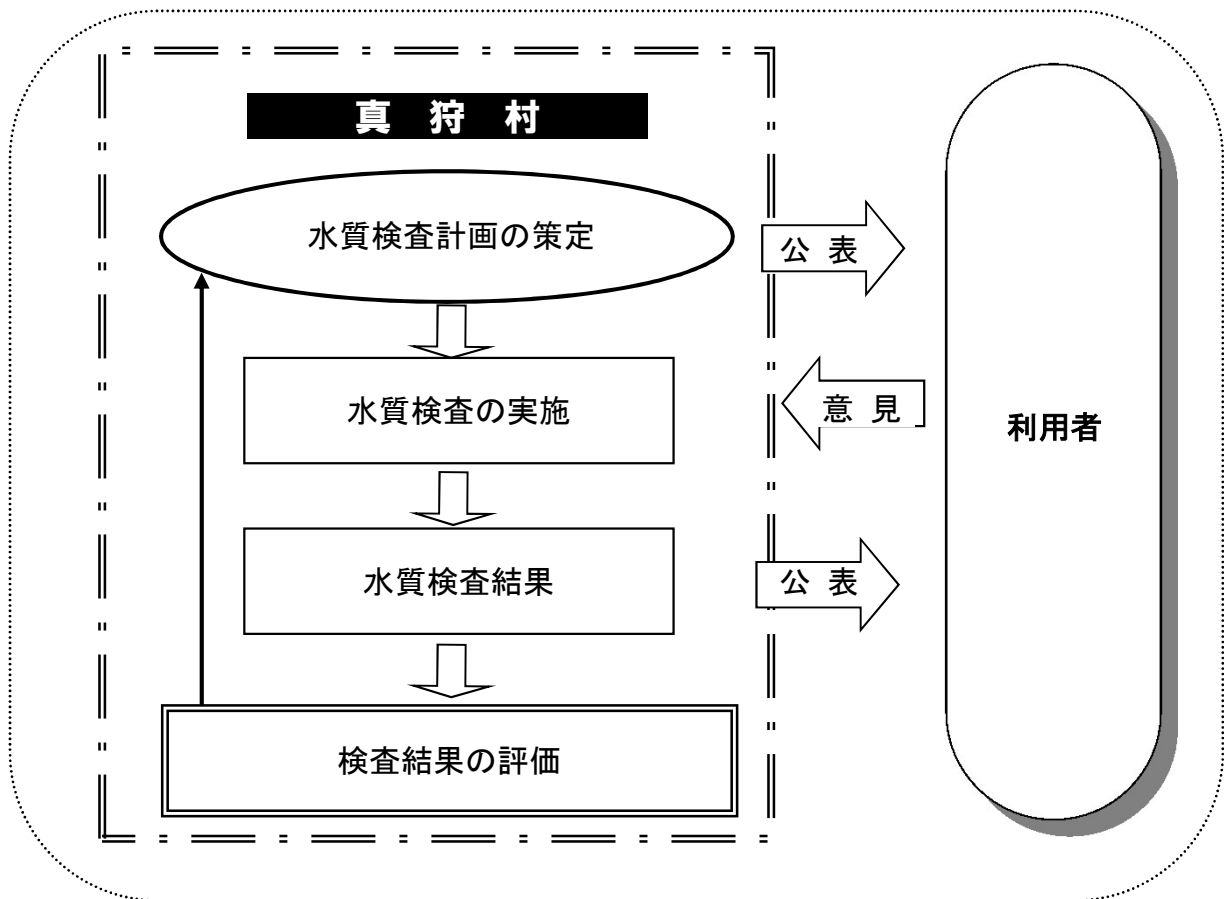 真 狩 村
水質検査計画の策定
公 表
水質検査の実施
意 見
利用者
水質検査結果
公 表
検査結果の評価